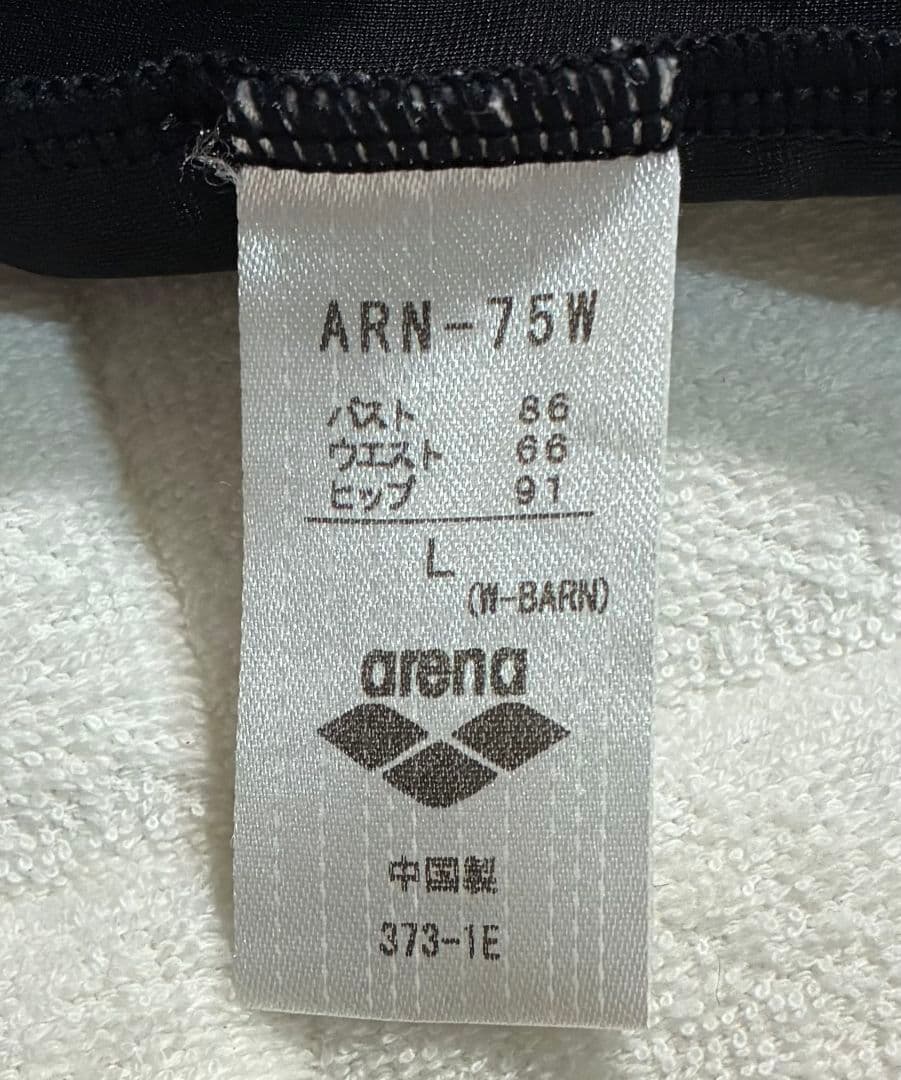 ARN-75W
バスト 86
ウエスト 66
ヒップ 91
L
(W-BARN)
arena
中国製
373-1E